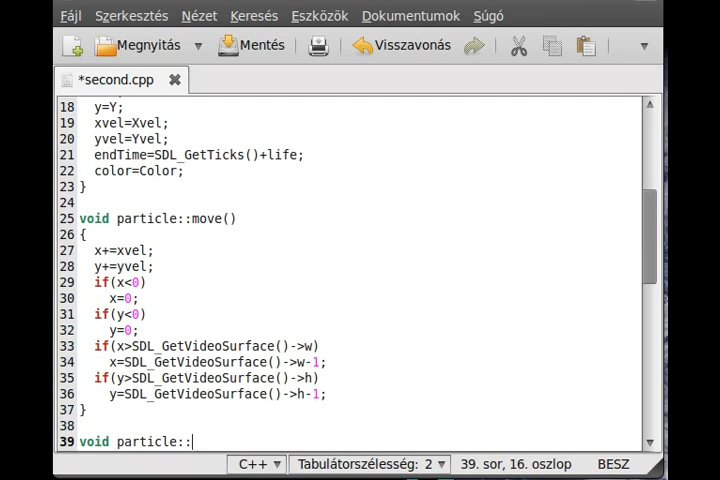 Fájl Szerkesztés Nézet Keresés Eszközök Dokumentumok Súgó
Megnyitás Mentés Visszavonás
*second.cpp
18 y=Y;
19 xvel=Xvel;
20 yvel=Yvel;
21 endTime=SDL_GetTicks()+life;
22 color=Color;
23 }
24
25 void particle::move()
26 {
27 x+=xvel;
28 y+=yvel;
29 if(x<0)
30 x=0;
31 if(y<0)
32 y=0;
33 if(x>SDL_GetVideoSurface()->w)
34 x=SDL_GetVideoSurface()->w-1;
35 if(y>SDL_GetVideoSurface()->h)
36 y=SDL_GetVideoSurface()->h-1;
37 }
38
39 void particle::
C++ Tabulátorszélesség: 2 39. sor, 16. oszlop BESZ